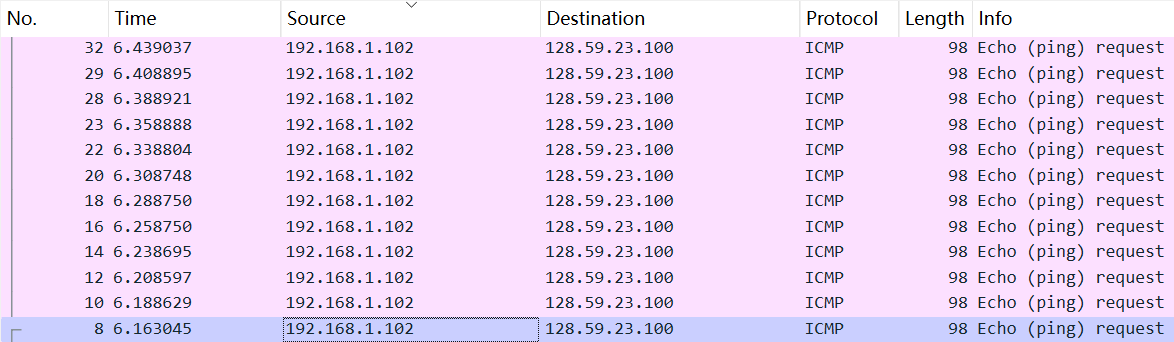 No. Time Source Destination Protocol Length Info
32 6.439037 192.168.1.102 128.59.23.100 ICMP 98 Echo (ping) request
29 6.408895 192.168.1.102 128.59.23.100 ICMP 98 Echo (ping) request
28 6.388921 192.168.1.102 128.59.23.100 ICMP 98 Echo (ping) request
23 6.358888 192.168.1.102 128.59.23.100 ICMP 98 Echo (ping) request
22 6.338804 192.168.1.102 128.59.23.100 ICMP 98 Echo (ping) request
20 6.308748 192.168.1.102 128.59.23.100 ICMP 98 Echo (ping) request
18 6.288750 192.168.1.102 128.59.23.100 ICMP 98 Echo (ping) request
16 6.258750 192.168.1.102 128.59.23.100 ICMP 98 Echo (ping) request
14 6.238695 192.168.1.102 128.59.23.100 ICMP 98 Echo (ping) request
12 6.208597 192.168.1.102 128.59.23.100 ICMP 98 Echo (ping) request
10 6.188629 192.168.1.102 128.59.23.100 ICMP 98 Echo (ping) request
8 6.163045 192.168.1.102 128.59.23.100 ICMP 98 Echo (ping) request